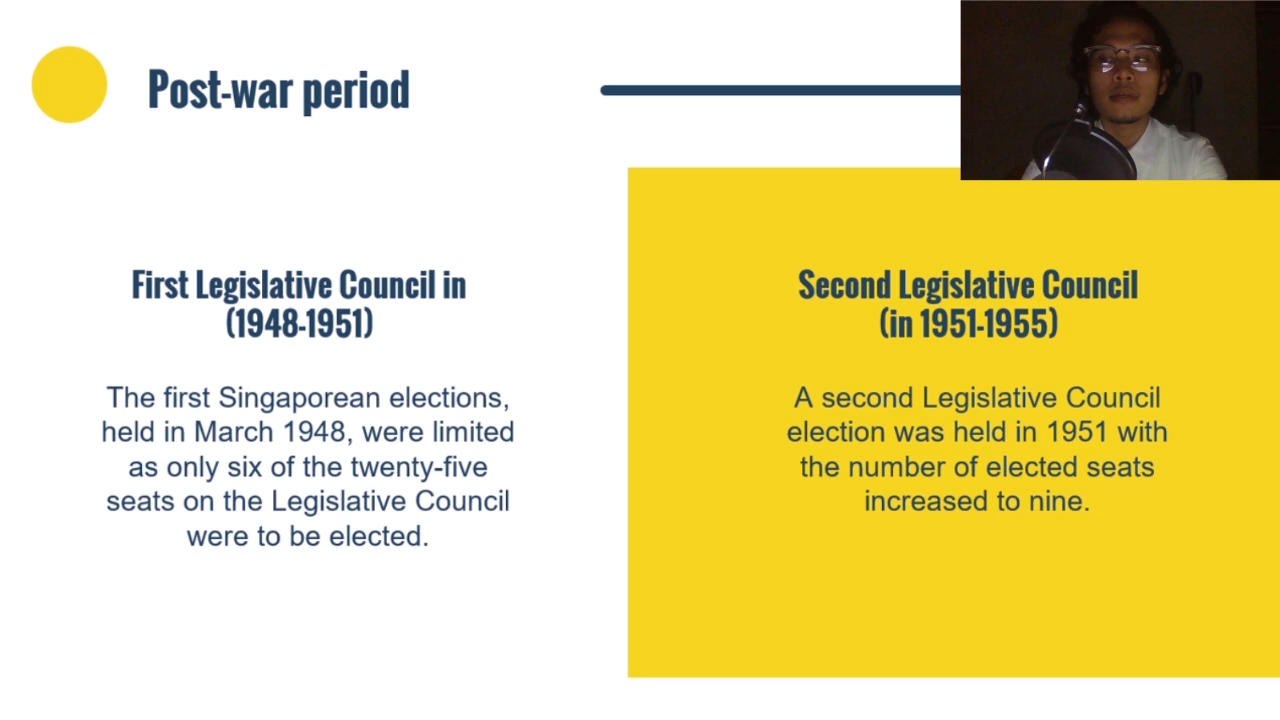 Post-war period
First Legislative Council in
(1948-1951)
The first Singaporean elections,
held in March 1948, were limited
as only six of the twenty-five
seats on the Legislative Council
were to be elected.
Second Legislative Council
(in 1951-1955)
A second Legislative Council
election was held in 1951 with
the number of elected seats
increased to nine.